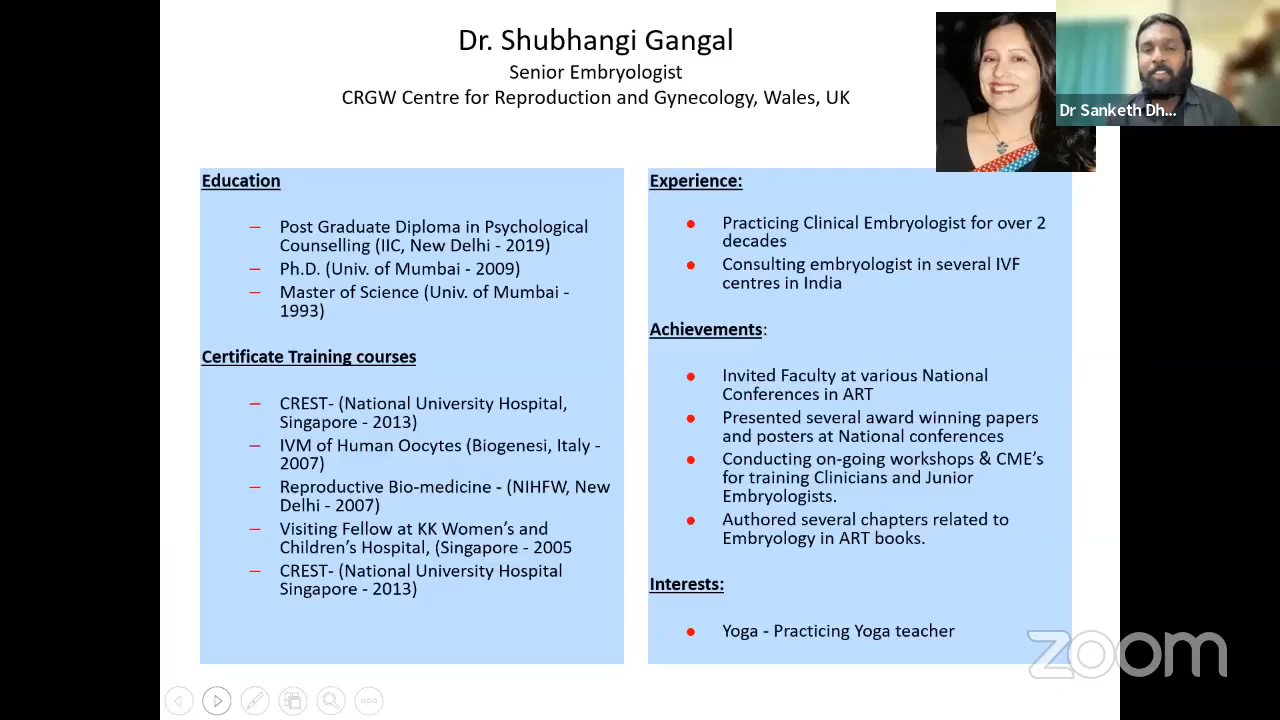 Dr. Shubhangi Gangal
Senior Embryologist
CRGW Centre for Reproduction and Gynecology, Wales, UK
Dr Sanketh Dh...
Education
– Post Graduate Diploma in Psychological
Counselling (IIC, New Delhi - 2019)
– Ph.D. (Univ. of Mumbai - 2009)
– Master of Science (Univ. of Mumbai -
1993)
Certificate Training courses
– CREST- (National University Hospital,
Singapore - 2013)
– IVM of Human Oocytes (Biogenesi, Italy -
2007)
– Reproductive Bio-medicine - (NIHFW, New
Delhi - 2007)
– Visiting Fellow at KK Women's and
Children's Hospital, (Singapore - 2005
– CREST- (National University Hospital
Singapore - 2013)
Experience:
● Practicing Clinical Embryologist for over 2
decades
● Consulting embryologist in several IVF
centres in India
Achievements:
● Invited Faculty at various National
Conferences in ART
● Presented several award winning papers
and posters at National conferences
● Conducting on-going workshops & CME's
for training Clinicians and Junior
Embryologists.
● Authored several chapters related to
Embryology in ART books.
Interests:
● Yoga - Practicing Yoga teacher
zoom